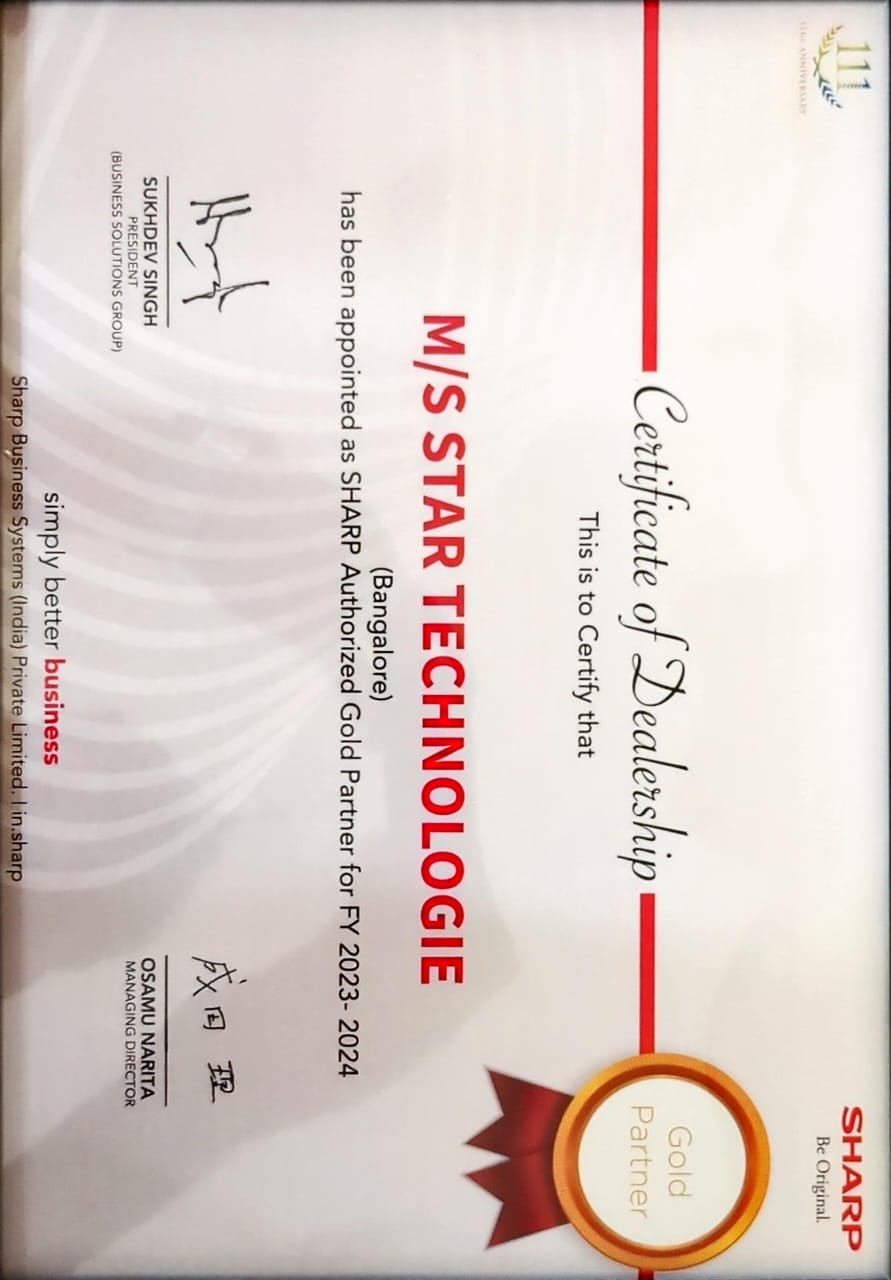 111
111th ANNIVERSARY
SHARP
Be Original.
Gold
Partner
Certificate of Dealership
This is to Certify that
M/S STAR TECHNOLOGIE
(Bangalore)
has been appointed as SHARP Authorized Gold Partner for FY 2023- 2024
成田 理
SUKHDEV SINGH
PRESIDENT
(BUSINESS SOLUTIONS GROUP)
OSAMU NARITA
MANAGING DIRECTOR
simply better business
Sharp Business Systems (India) Private Limited. | in.sharp